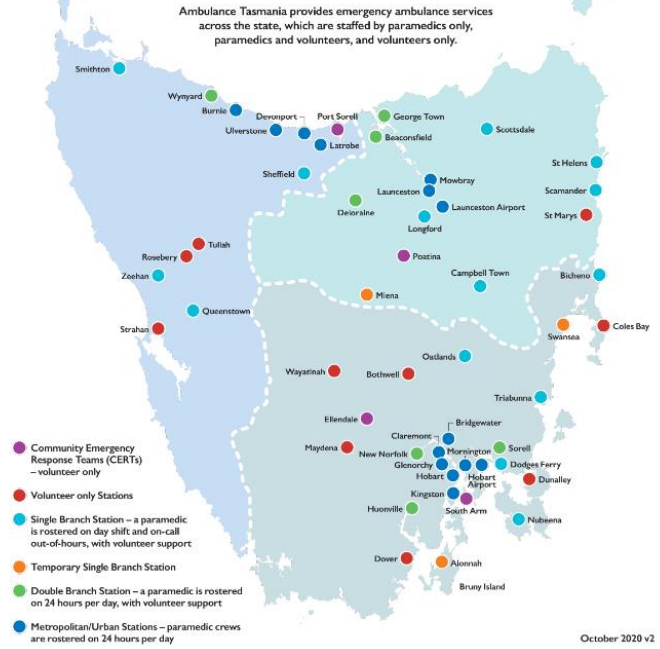 Ambulance Tasmania provides emergency ambulance services
across the state, which are staffed by paramedics only,
paramedics and volunteers, and volunteers only.
Smithton
Wynyard
Burnie
Devonport
Port Sorell
George Town
Ulverstone
Beaconsfield
Scottsdale
Latrobe
Sheffield
St Helens
Mowbray
Launceston
Scamander
Deloraine
Launceston Airport
St Marys
Longford
Tullah
Rosebery
Poatina
Zeehan
Campbell Town
Bicheno
Miena
Queenstown
Strahan
Swansea
Coles Bay
Oatlands
Wayatinah
Bothwell
Triabunna
Ellendale
Bridgewater
Claremont
Maydena
New Norfolk
Mornington
Sorell
Glenorchy
Dodges Ferry
Hobart
Hobart
Airport
Dunalley
Kingston
South Arm
Huonville
Nubeena
Dover
Alonnah
Bruny Island
Community Emergency
Response Teams (CERTs)
– volunteer only
Volunteer only Stations
Single Branch Station – a paramedic
is rostered on day shift and on-call
out-of-hours, with volunteer support
Temporary Single Branch Station
Double Branch Station – a paramedic is rostered
on 24 hours per day, with volunteer support
Metropolitan/Urban Stations – paramedic crews
are rostered on 24 hours per day
October 2020 v2